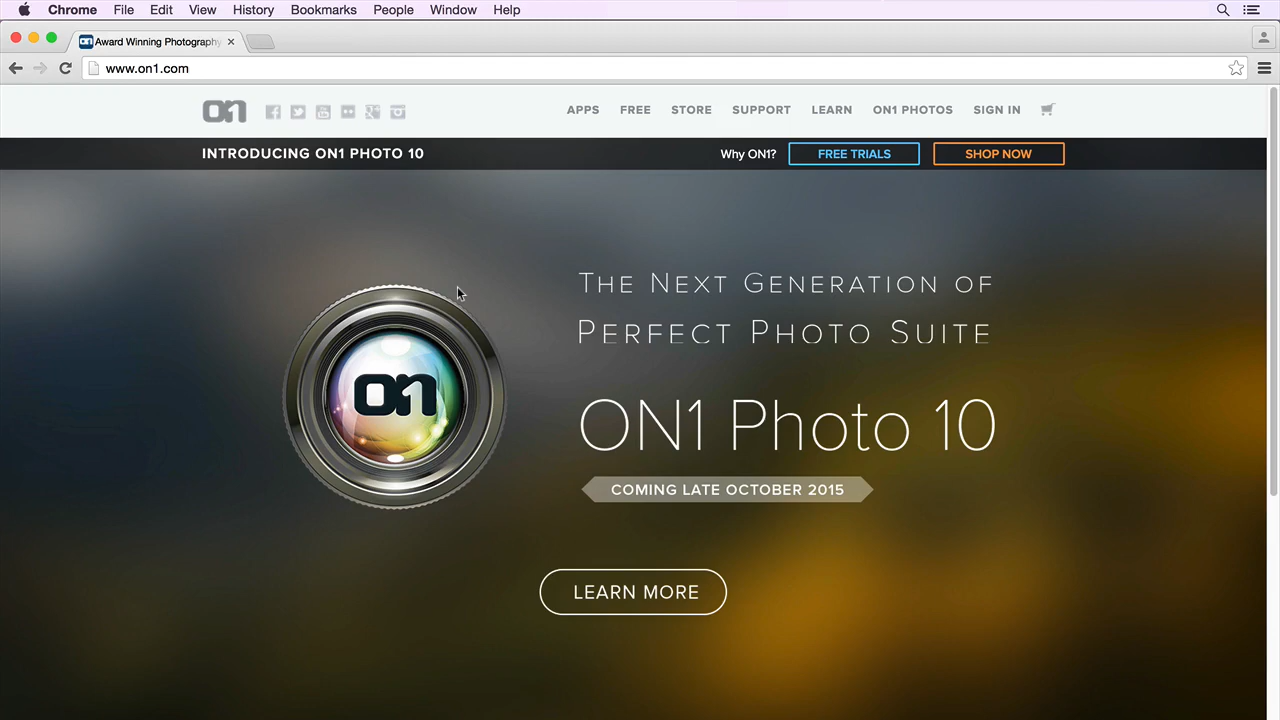 Chrome File Edit View History Bookmarks People Window Help
Award Winning Photography
www.on1.com
ON1 APPS FREE STORE SUPPORT LEARN ON1 PHOTOS SIGN IN
INTRODUCING ON1 PHOTO 10 Why ON1? FREE TRIALS SHOP NOW
THE NEXT GENERATION OF
PERFECT PHOTO SUITE
ON1
ON1 Photo 10
COMING LATE OCTOBER 2015
LEARN MORE